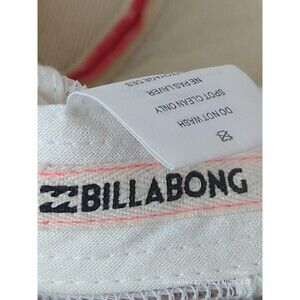 DO NOT WASH
SPOT CLEAN ONLY
NE PAS LAVER
BILLABONG